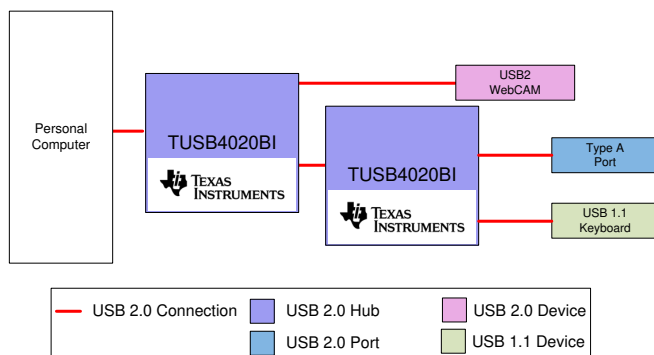 USB2
WebCAM
Personal
Computer
TUSB4020BI
TEXAS
INSTRUMENTS
TUSB4020BI
TEXAS
INSTRUMENTS
Type A
Port
USB 1.1
Keyboard
USB 2.0 Connection
USB 2.0 Hub
USB 2.0 Device
USB 2.0 Port
USB 1.1 Device